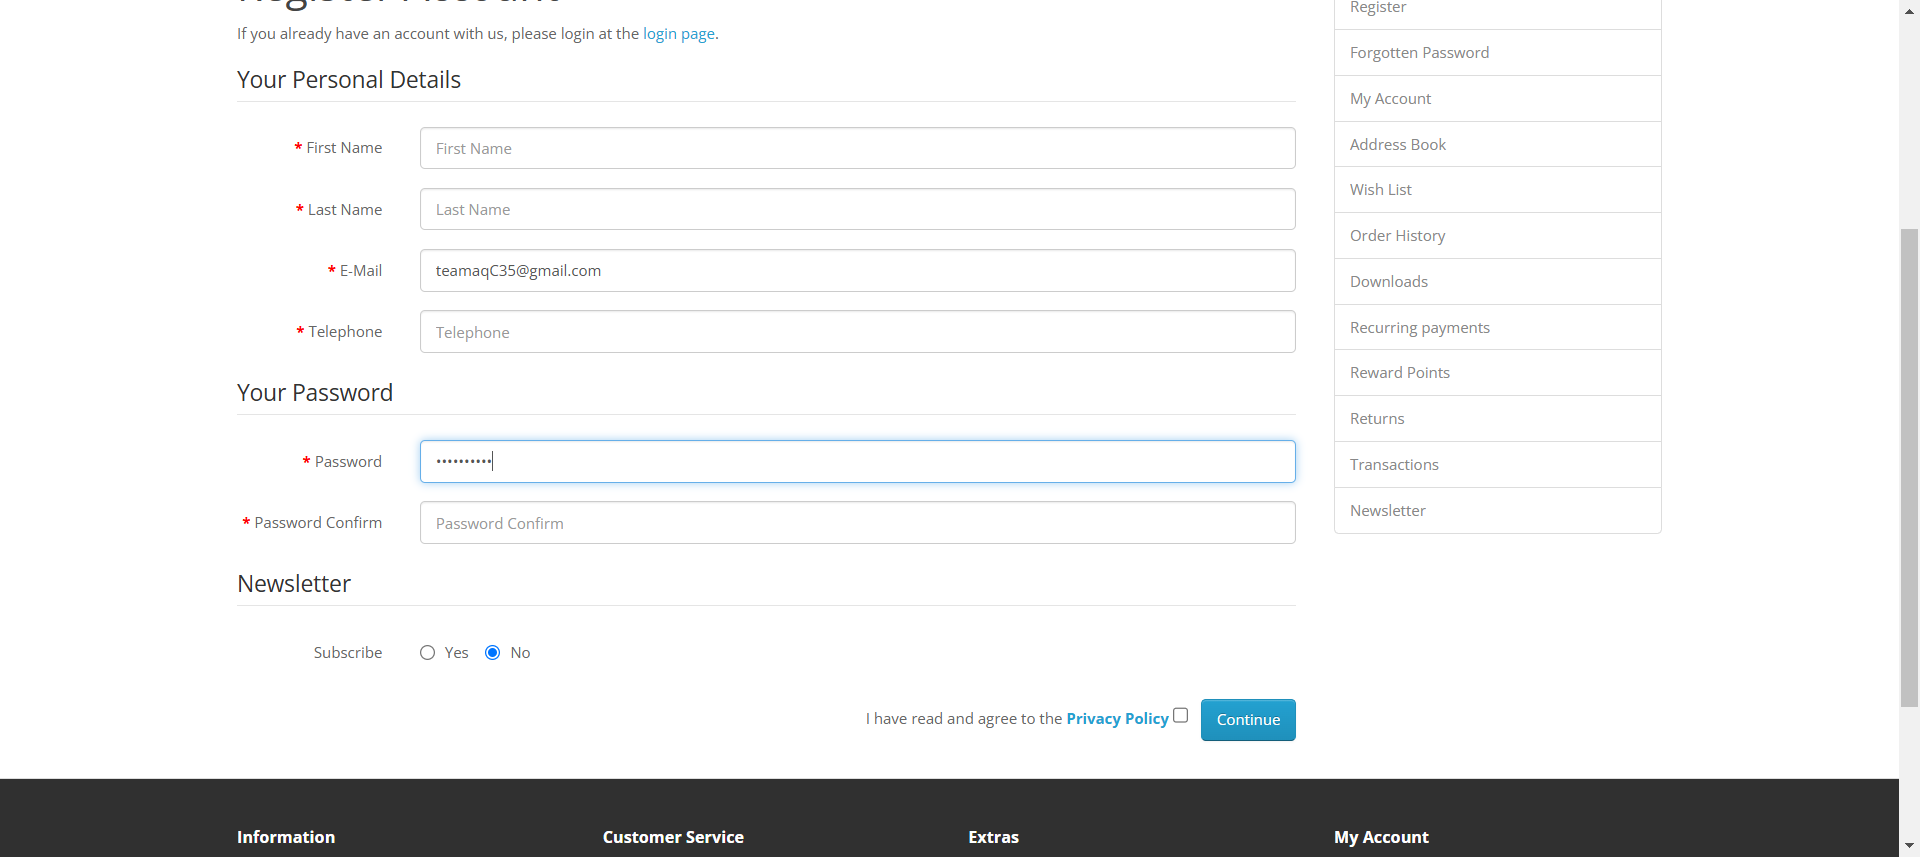 Register Account
If you already have an account with us, please login at the login page.
Your Personal Details
* First Name
First Name
* Last Name
Last Name
* E-Mail
teamaqC35@gmail.com
* Telephone
Telephone
Your Password
* Password
••••••••••
* Password Confirm
Password Confirm
Newsletter
Subscribe
Yes
No
I have read and agree to the Privacy Policy
Continue
Register
Forgotten Password
My Account
Address Book
Wish List
Order History
Downloads
Recurring payments
Reward Points
Returns
Transactions
Newsletter
Information
Customer Service
Extras
My Account